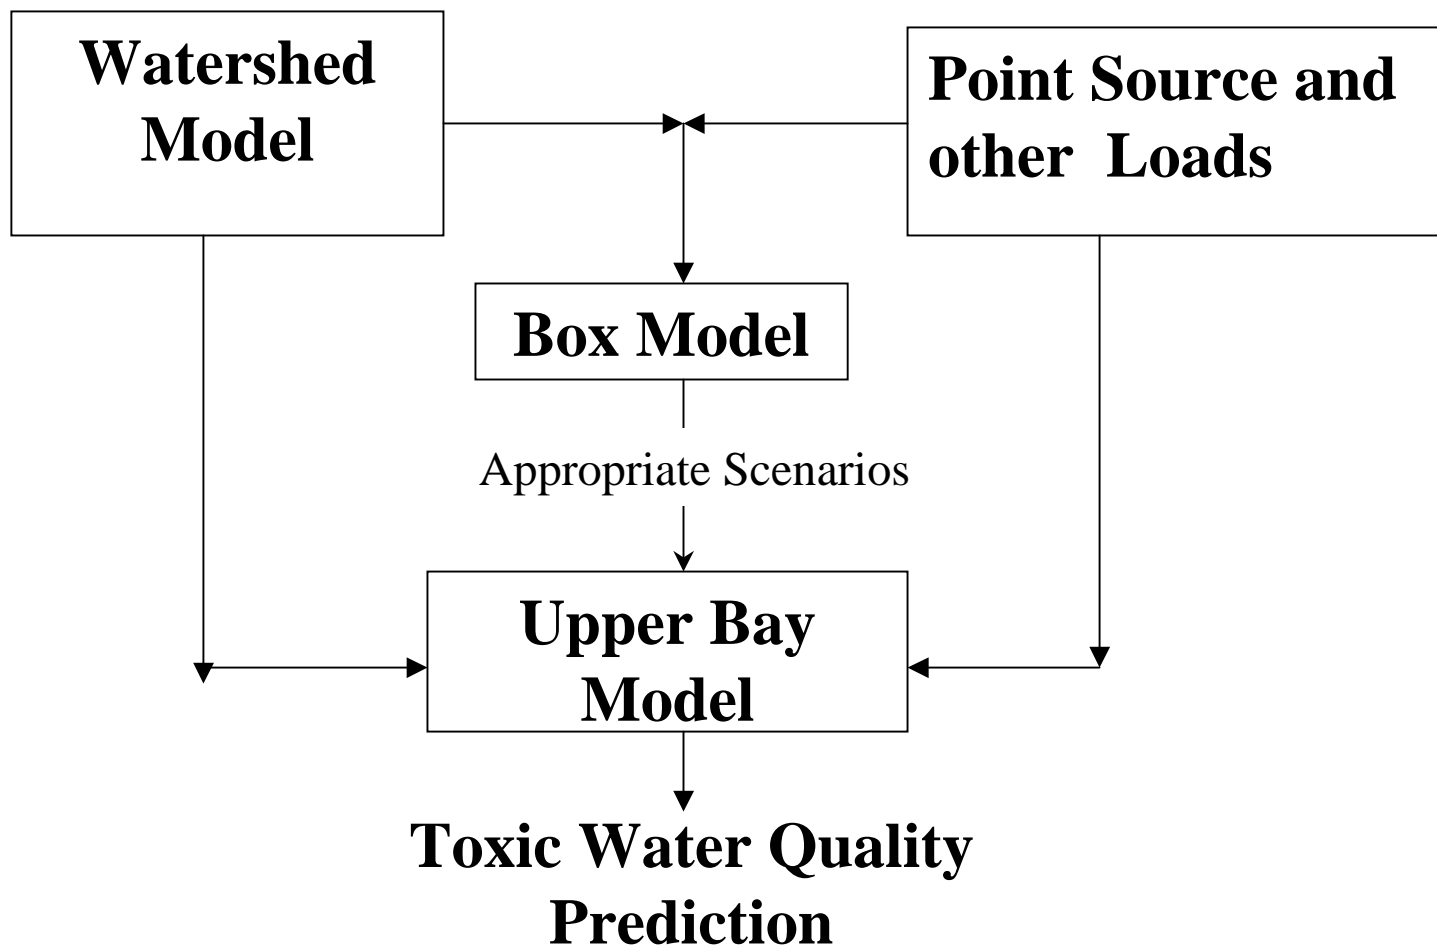 Watershed
Model
Point Source and
other Loads
Box Model
Appropriate Scenarios
Upper Bay
Model
Toxic Water Quality
Prediction